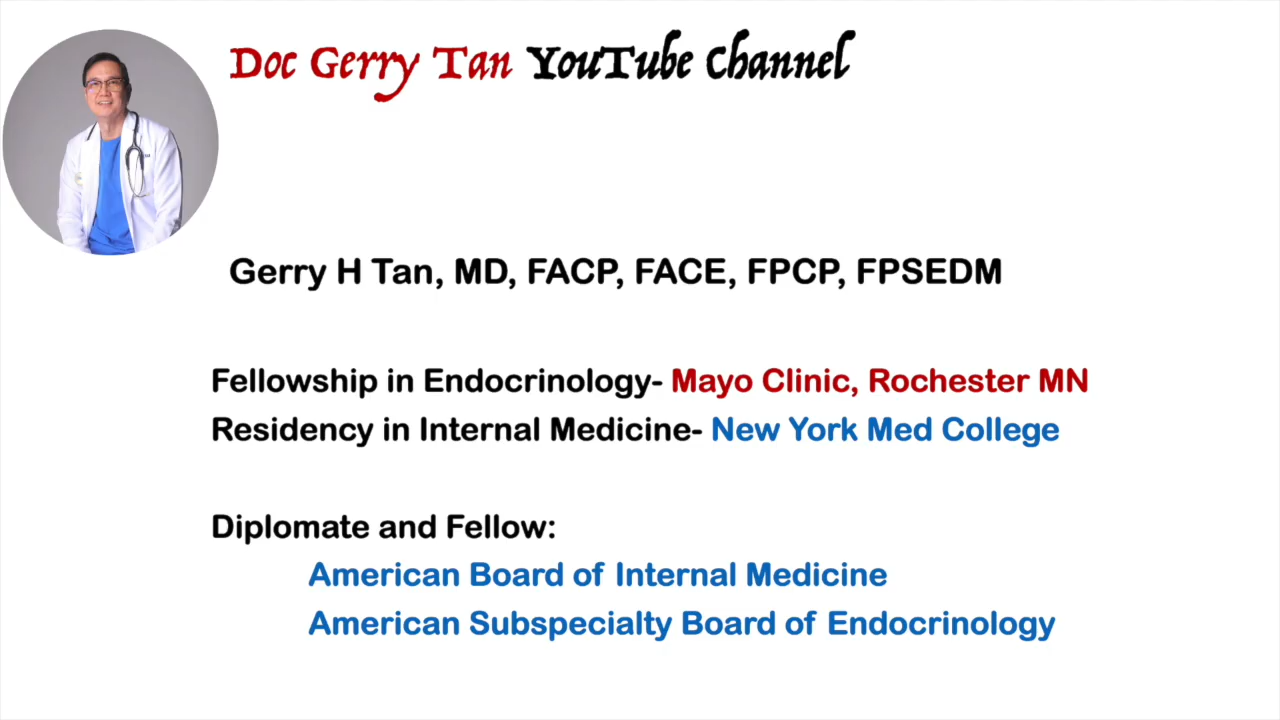 Doc Gerry Tan YouTube Channel
Gerry H Tan, MD, FACP, FACE, FPCP, FPSEDM
Fellowship in Endocrinology- Mayo Clinic, Rochester MN
Residency in Internal Medicine- New York Med College
Diplomate and Fellow:
American Board of Internal Medicine
American Subspecialty Board of Endocrinology